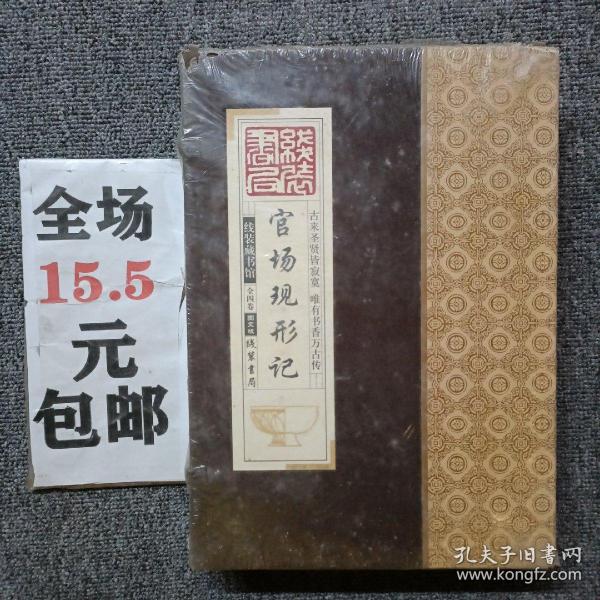 全场
15.5
元
包邮
线装书局
古来圣贤皆寂寞 唯有书香万古传
官场现形记
线装藏书馆
全四卷
图文版
线装书局
孔夫子旧書网
www.kongfz.com